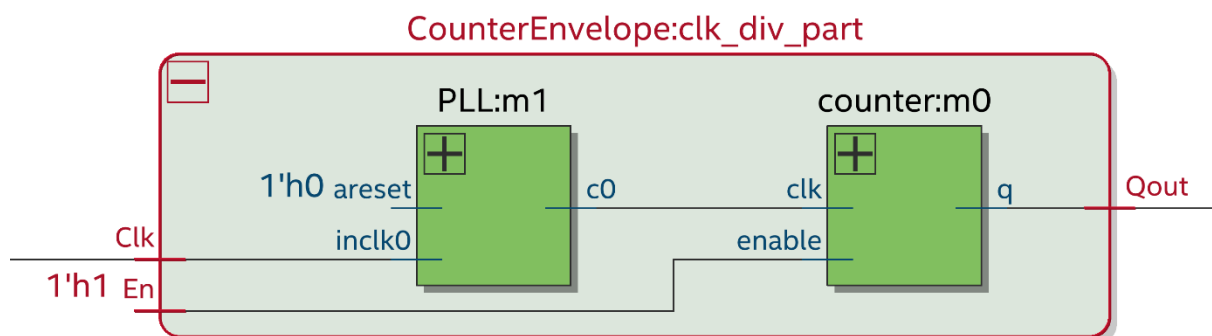 CounterEnvelope:clk_div_part
PLL:m1
counter:m0
1'h0 areset
c0
clk
q
Qout
Clk
inclk0
enable
1'h1 En